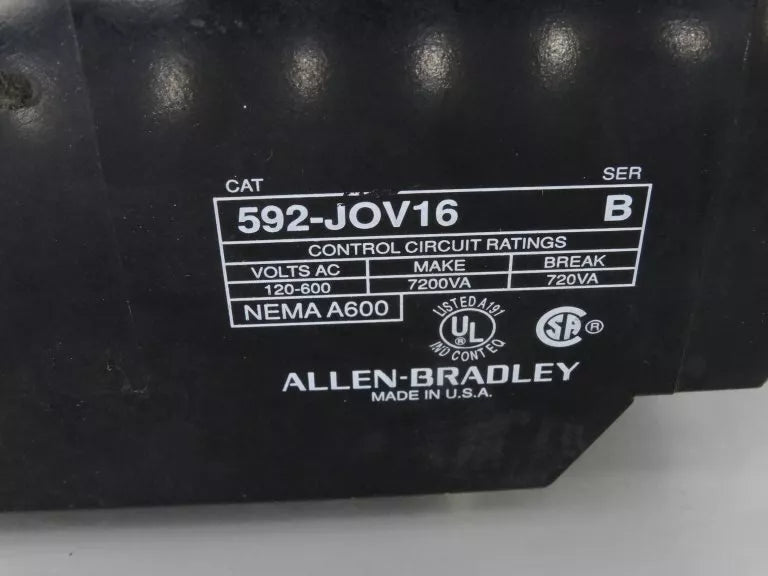 CAT SER
592-JOV16 B
CONTROL CIRCUIT RATINGS
VOLTS AC MAKE BREAK
120-600 7200VA 720VA
NEMA A600
LISTED A191
UL ®
IND CONT EQ
SA ®
ALLEN-BRADLEY
MADE IN U.S.A.